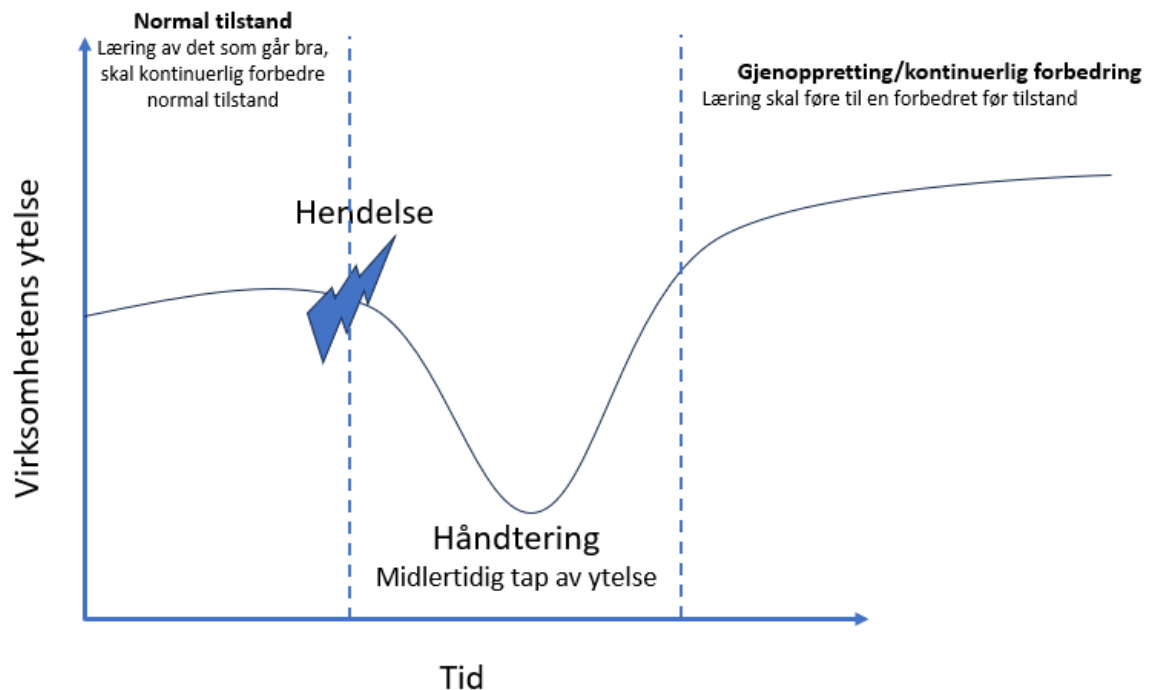 Normal tilstand
Læring av det som går bra,
skal kontinuerlig forbedre
normal tilstand
Gjenoppretting/kontinuerlig forbedring
Læring skal føre til en forbedret før tilstand
Hendelse
Virksomhetens ytelse
Håndtering
Midlertidig tap av ytelse
Tid